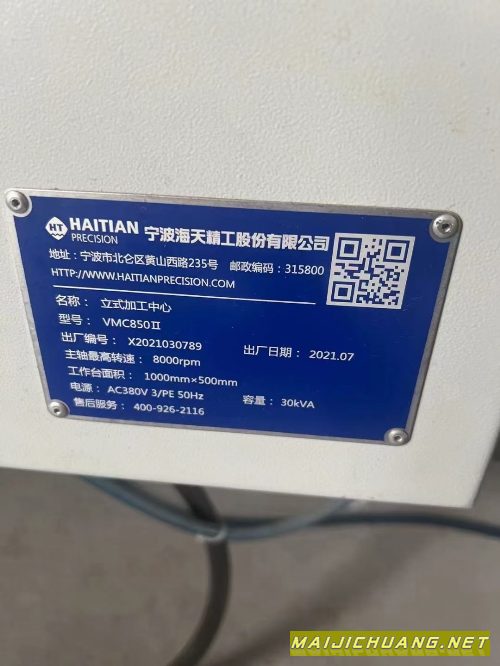 HT HAITIAN PRECISION 宁波海天精工股份有限公司
地址：宁波市北仑区黄山西路235号 邮政编码：315800
HTTP://WWW.HAITIANPRECISION.COM
名称： 立式加工中心
型号： VMC850Ⅱ
出厂编号： X2021030789 出厂日期： 2021.07
主轴最高转速： 8000rpm
工作台面积： 1000mm×500mm
电源： AC380V 3/PE 50Hz 容量： 30kVA
售后服务： 400-926-2116
MAIJICHUANG.NET